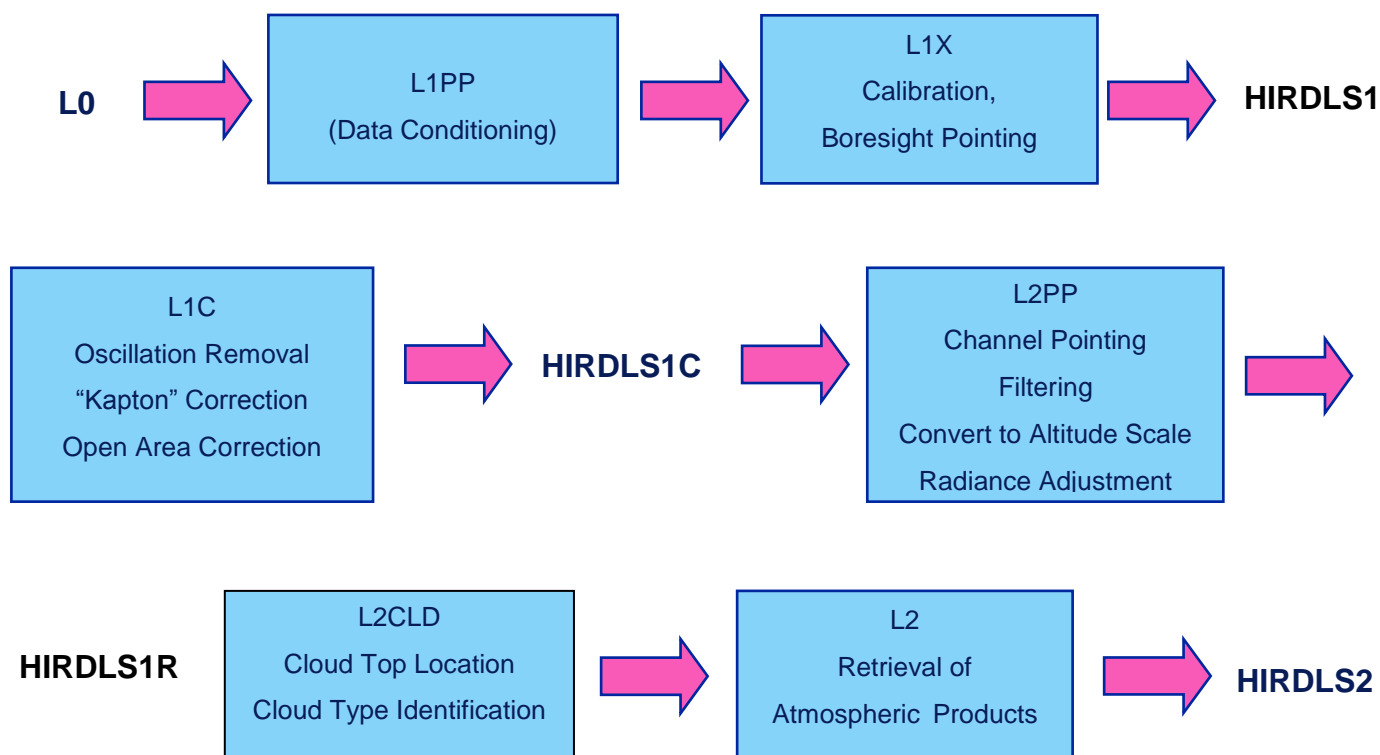 L0
L1PP
(Data Conditioning)
L1X
Calibration,
Boresight Pointing
HIRDLS1
L1C
Oscillation Removal
“Kapton” Correction
Open Area Correction
HIRDLS1C
L2PP
Channel Pointing
Filtering
Convert to Altitude Scale
Radiance Adjustment
HIRDLS1R
L2CLD
Cloud Top Location
Cloud Type Identification
L2
Retrieval of
Atmospheric Products
HIRDLS2